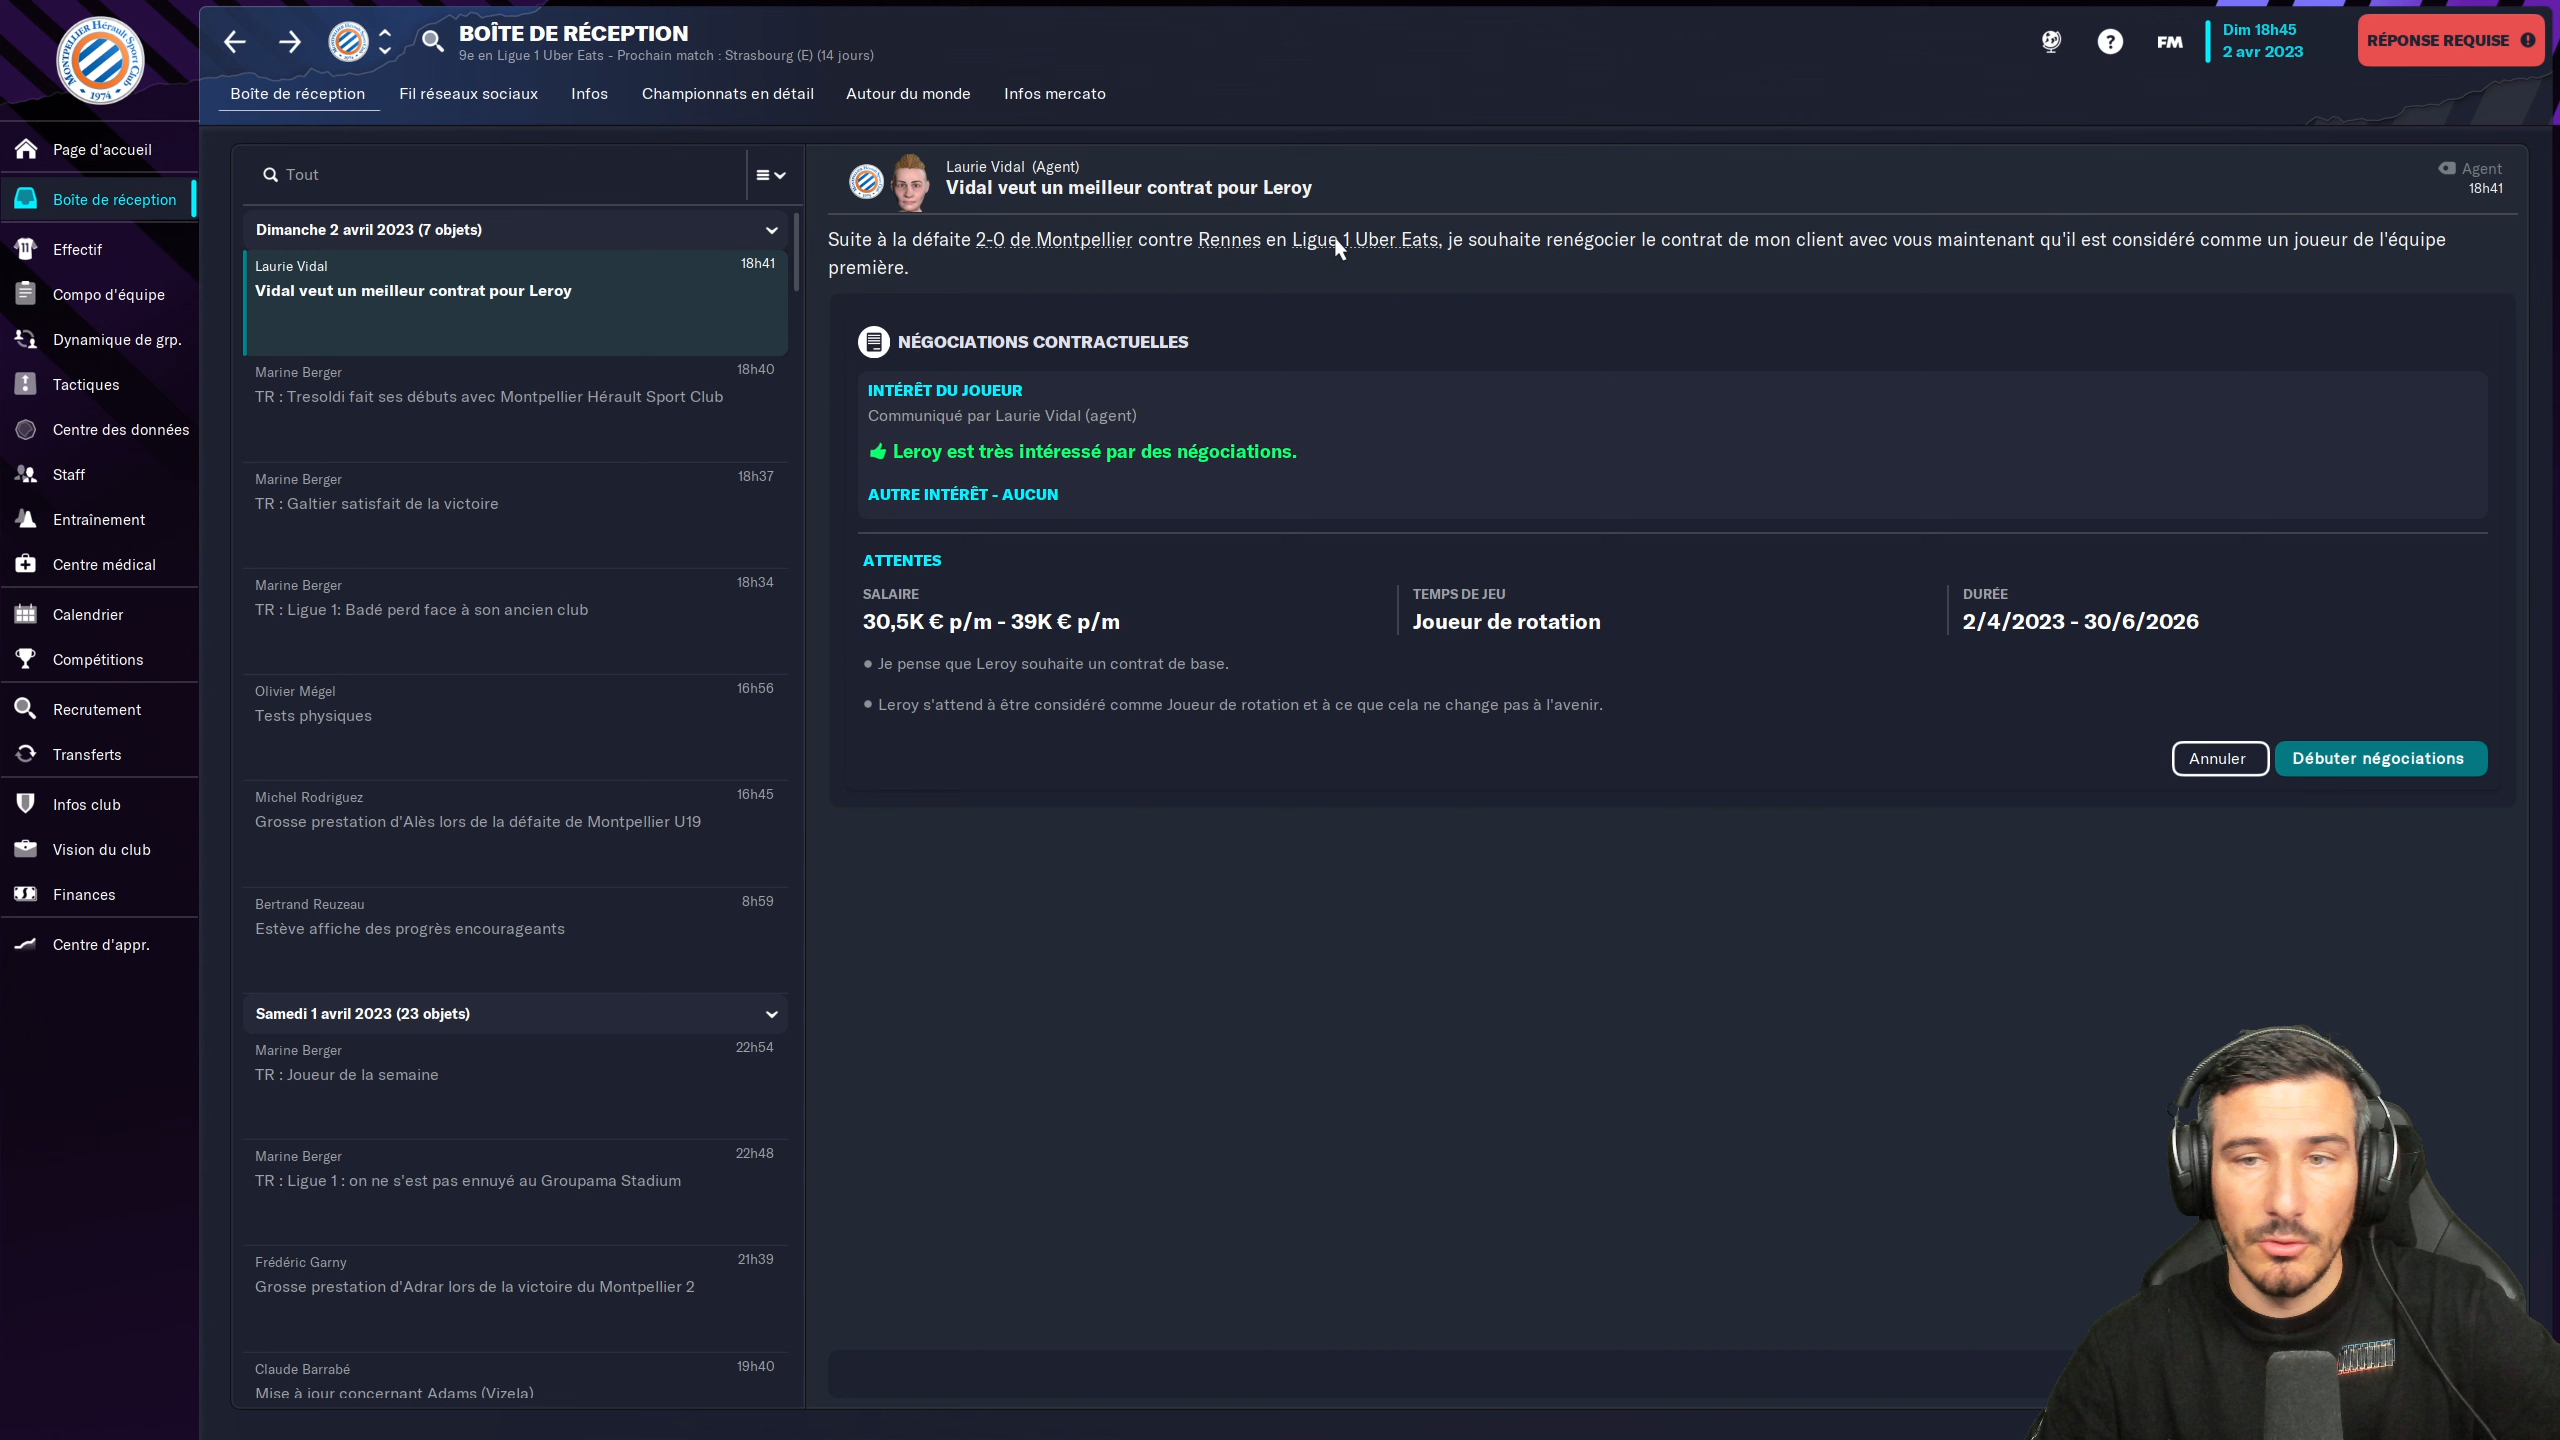 MONTPELLIER Hérault Sport Club
1974
BOÎTE DE RÉCEPTION
9e en Ligue 1 Uber Eats - Prochain match : Strasbourg (E) (14 jours)
FM
Dim 18h45
2 avr 2023
RÉPONSE REQUISE
Boîte de réception
Fil réseaux sociaux
Infos
Championnats en détail
Autour du monde
Infos mercato
Page d'accueil
Boîte de réception
Effectif
Compo d'équipe
Dynamique de grp.
Tactiques
Centre des données
Staff
Entraînement
Centre médical
Calendrier
Compétitions
Recrutement
Transferts
Infos club
Vision du club
Finances
Centre d'appr.
Tout
Dimanche 2 avril 2023 (7 objets)
Laurie Vidal 18h41
Vidal veut un meilleur contrat pour Leroy
Marine Berger 18h40
TR : Tresoldi fait ses débuts avec Montpellier Hérault Sport Club
Marine Berger 18h37
TR : Galtier satisfait de la victoire
Marine Berger 18h34
TR : Ligue 1: Badé perd face à son ancien club
Olivier Mégel 16h56
Tests physiques
Michel Rodriguez 16h45
Grosse prestation d'Alès lors de la défaite de Montpellier U19
Bertrand Reuzeau 8h59
Estève affiche des progrès encourageants
Samedi 1 avril 2023 (23 objets)
Marine Berger 22h54
TR : Joueur de la semaine
Marine Berger 22h48
TR : Ligue 1 : on ne s'est pas ennuyé au Groupama Stadium
Frédéric Garny 21h39
Grosse prestation d'Adrar lors de la victoire du Montpellier 2
Claude Barrabé 19h40
Mise à jour concernant Adams (Vizela)
Laurie Vidal (Agent)
Vidal veut un meilleur contrat pour Leroy
Agent
18h41
Suite à la défaite 2-0 de Montpellier contre Rennes en Ligue 1 Uber Eats, je souhaite renégocier le contrat de mon client avec vous maintenant qu'il est considéré comme un joueur de l'équipe
première.
NÉGOCIATIONS CONTRACTUELLES
INTÉRÊT DU JOUEUR
Communiqué par Laurie Vidal (agent)
Leroy est très intéressé par des négociations.
AUTRE INTÉRÊT - AUCUN
ATTENTES
SALAIRE
30,5K € p/m - 39K € p/m
TEMPS DE JEU
Joueur de rotation
DURÉE
2/4/2023 - 30/6/2026
Je pense que Leroy souhaite un contrat de base.
Leroy s'attend à être considéré comme Joueur de rotation et à ce que cela ne change pas à l'avenir.
Annuler
Débuter négociations